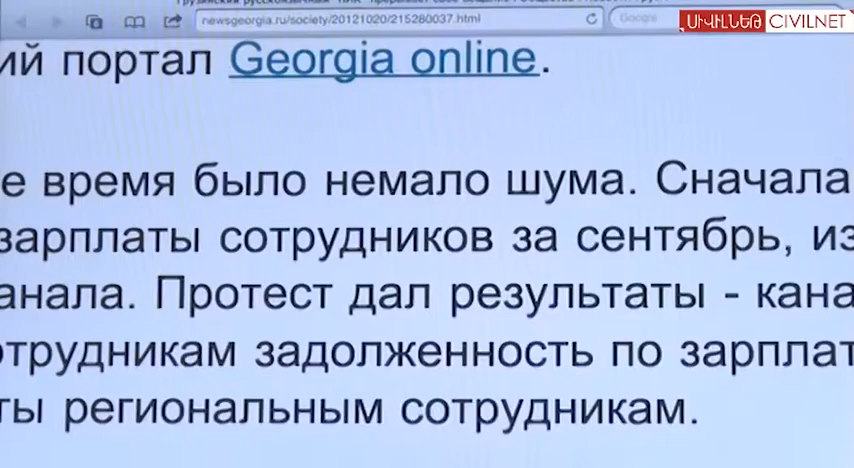 ՍԻՎԻԼՆԵԹ CIVILNET
newsgeorgia.ru/society/20121020/215280037.html
Google
ий портал Georgia online.
е время было немало шума. Сначала
зарплаты сотрудников за сентябрь, из
анала. Протест дал результаты - кана
отрудникам задолженность по зарплат
ты региональным сотрудникам.